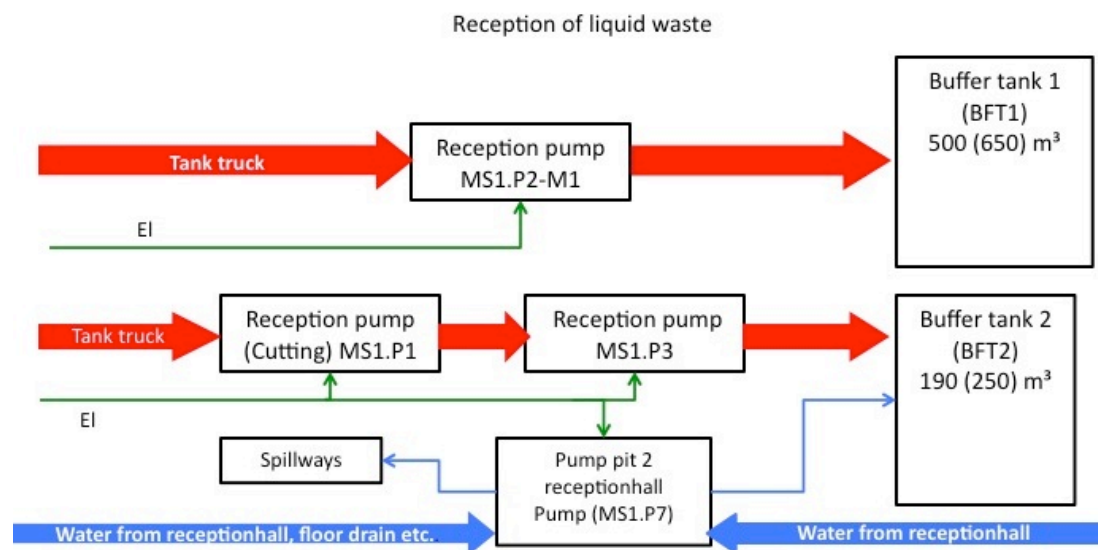 Reception of liquid waste
Buffer tank 1
(BFT1)
500 (650) m³
Tank truck
Reception pump
MS1.P2-M1
El
Tank truck
Reception pump
(Cutting) MS1.P1
Reception pump
MS1.P3
Buffer tank 2
(BFT2)
190 (250) m³
El
Spillways
Pump pit 2
receptionhall
Pump (MS1.P7)
Water from receptionhall, floor drain etc..
Water from receptionhall